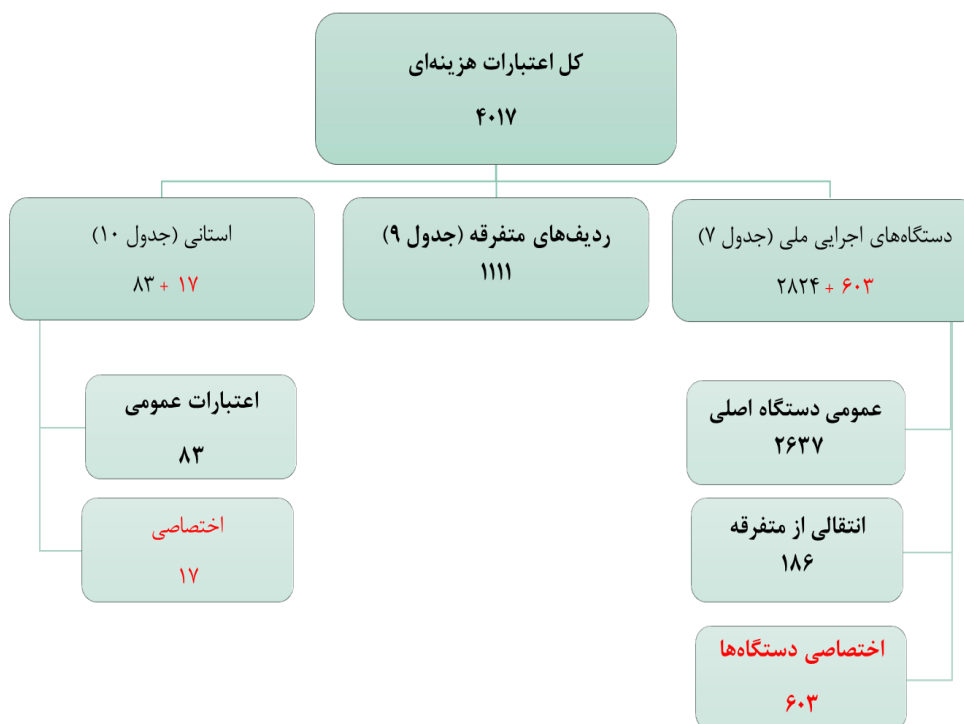 کل اعتبارات هزینه‌ای
۴۰۱۷
دستگاه‌های اجرایی ملی (جدول ۷)
۲۸۲۴ + ۶۰۳
ردیف‌های متفرقه (جدول ۹)
۱۱۱۱
استانی (جدول ۱۰)
۸۳ + ۱۷
عمومی دستگاه اصلی
۲۶۳۷
انتقالی از متفرقه
۱۸۶
اختصاصی دستگاه‌ها
۶۰۳
اعتبارات عمومی
۸۳
اختصاصی
۱۷